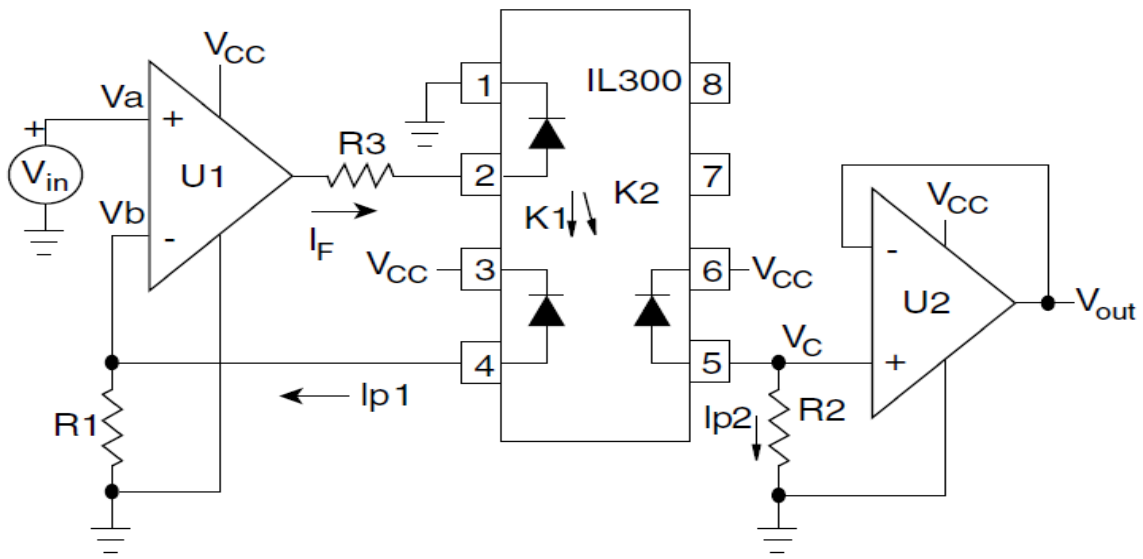 VCC
Va
+
+
Vin
U1
Vb
-
R3
IF
R1
Ip1
1
2
3
4
VCC
IL300
K1
K2
8
7
6
5
VCC
VC
Ip2
R2
VCC
-
U2
+
Vout